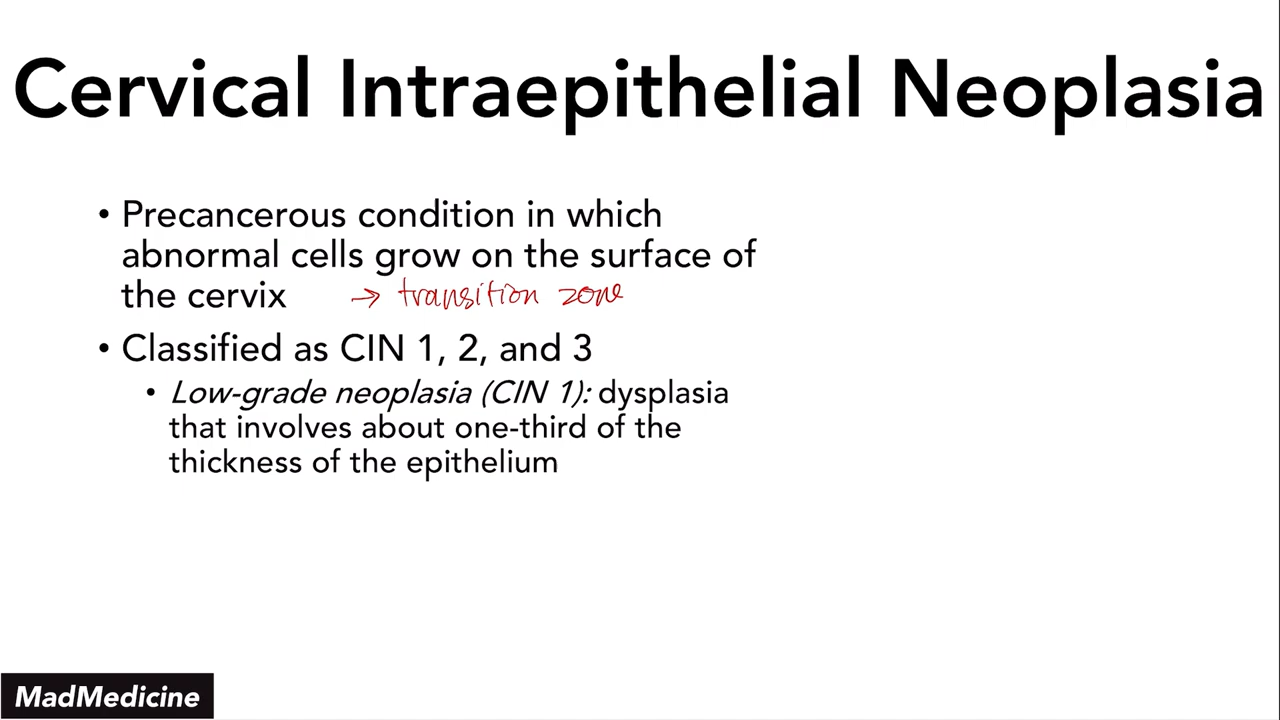 Cervical Intraepithelial Neoplasia
• Precancerous condition in which
abnormal cells grow on the surface of
the cervix → transition zone
• Classified as CIN 1, 2, and 3
• Low-grade neoplasia (CIN 1): dysplasia
that involves about one-third of the
thickness of the epithelium
MadMedicine